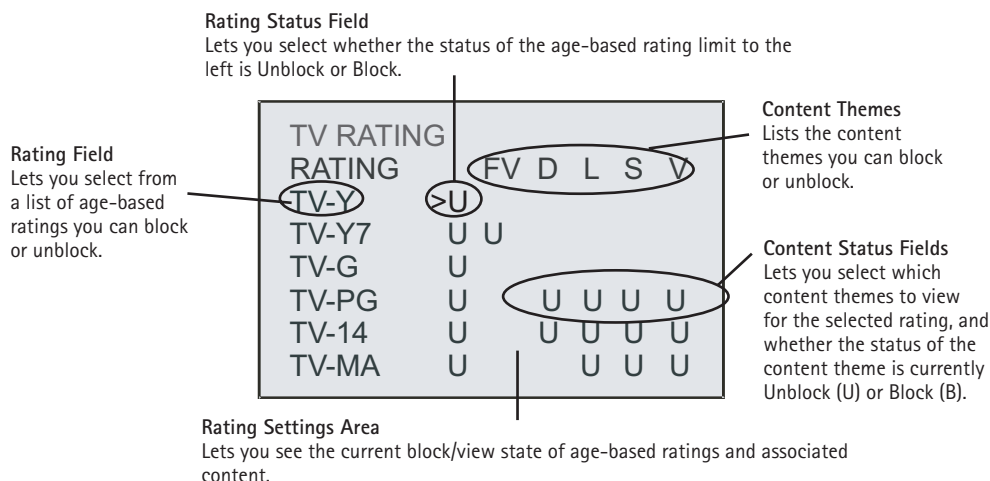 Rating Status Field
Lets you select whether the status of the age-based rating limit to the
left is Unblock or Block.
Rating Field
Lets you select from
a list of age-based
ratings you can block
or unblock.
TV RATING
RATING FV D L S V
TV-Y >U
TV-Y7 U U
TV-G U
TV-PG U U U U U
TV-14 U U U U U
TV-MA U U U U
Content Themes
Lists the content
themes you can block
or unblock.
Content Status Fields
Lets you select which
content themes to view
for the selected rating, and
whether the status of the
content theme is currently
Unblock (U) or Block (B).
Rating Settings Area
Lets you see the current block/view state of age-based ratings and associated
content.